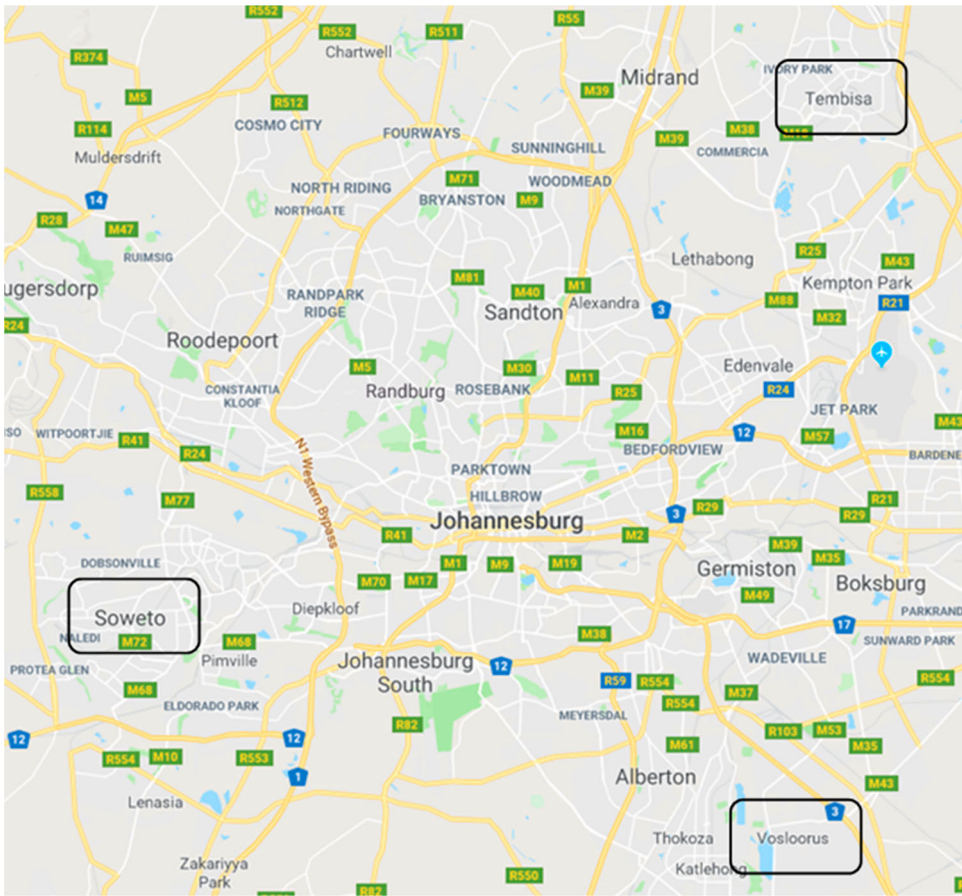 R552
R55
R552
R511
Chartwell
R374
Midrand
IVORY PARK
M39
Tembisa
M5
R512
COSMO CITY
R114
FOURWAYS
M39
M38
SUNNINGHILL
COMMERCIA
Muldersdrift
M71
WOODMEAD
NORTH RIDING
BRYANSTON
M9
14
NORTHGATE
R28
M47
R25
RUIMSIG
Lethabong
M43
M81
Kempton Park
ugersdorp
M40
M1
RANDPARK
RIDGE
Sandton
Alexandra
3
M88
R21
M32
R24
Roodepoort
M5
M30
Edenvale
M11
CONSTANTIA
KLOOF
Randburg
ROSEBANK
R25
R24
JET PARK
M43
WITPOORTJIE
R41
M16
12
M57
R24
N1 Western Bypass
BEDFORDVIEW
BARDENE
PARKTOWN
R558
M77
HILLBROW
R21
Johannesburg
3
R29
R29
R41
M2
M39
DOBSONVILLE
M1
M9
M19
M35
Germiston
Boksburg
M70
M17
M49
Soweto
Diepkloof
PARKRAND
NALEDI
M72
M68
M38
17
SUNWARD PARK
Pimville
Johannesburg
South
12
WADEVILLE
PROTEA GLEN
R59
R554
R554
M68
M37
ELDORADO PARK
R554
MEYERSDAL
R82
12
12
R103
M53
M61
M35
R554
M10
R553
1
Alberton
M43
Lenasia
3
Thokoza
Vosloorus
Zakariyya
Park
Katlehong
R550
R82